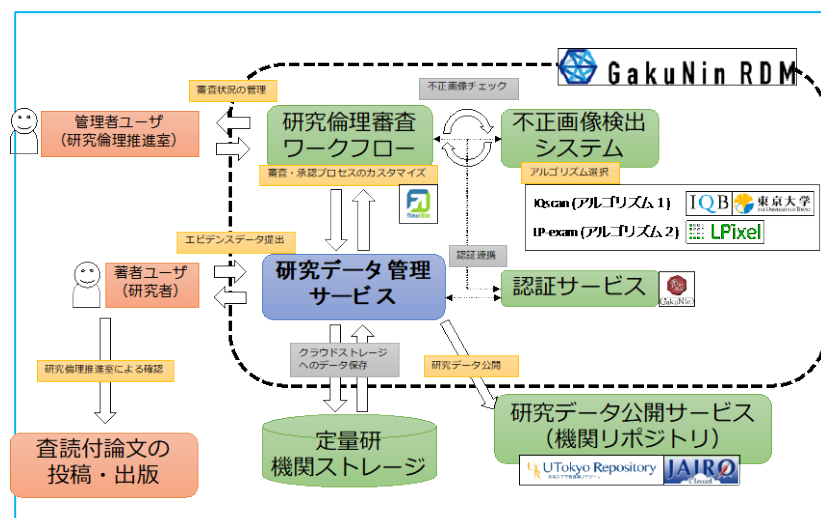 GakuNin RDM
審査状況の管理
不正画像チェック
管理者ユーザ
（研究倫理推進室）
研究倫理審査
ワークフロー
不正画像検出
システム
審査・承認プロセスのカスタマイズ
アルゴリズム選択
IQscan (アルゴリズム 1)
IQB
東京大学
LP-exam (アルゴリズム 2)
LPixel
エビデンスデータ提出
認証連携
著者ユーザ
（研究者）
研究データ管理
サービス
認証サービス
GakuNin
クラウドストレージ
へのデータ保存
研究倫理推進室による確認
研究データ公開
査読付論文の
投稿・出版
定量研
機関ストレージ
研究データ公開サービス
（機関リポジトリ）
UTokyo Repository
JAIRO
Cloud